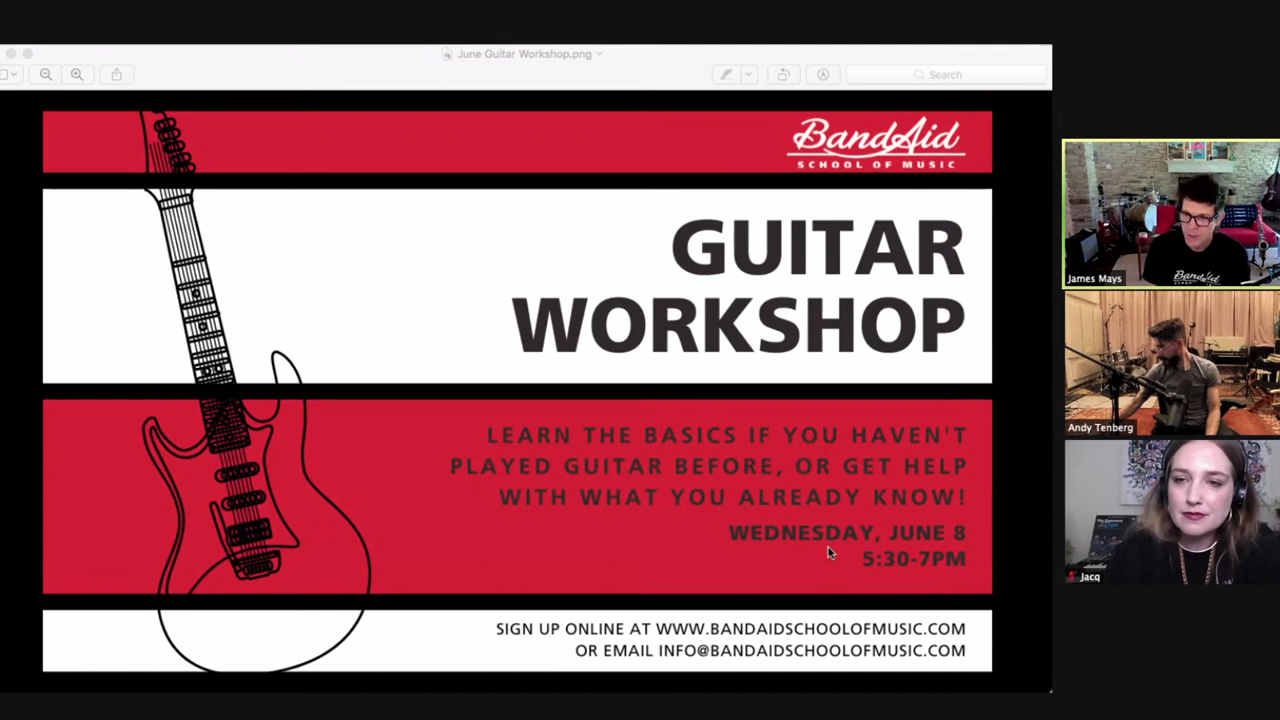 June Guitar Workshop.png
Search
BandAid
SCHOOL OF MUSIC
GUITAR
WORKSHOP
LEARN THE BASICS IF YOU HAVEN'T
PLAYED GUITAR BEFORE, OR GET HELP
WITH WHAT YOU ALREADY KNOW!
WEDNESDAY, JUNE 8
5:30-7PM
SIGN UP ONLINE AT WWW.BANDAIDSCHOOLOFMUSIC.COM
OR EMAIL INFO@BANDAIDSCHOOLOFMUSIC.COM
BandAid
James Mays
Andy Tenberg
Jacq